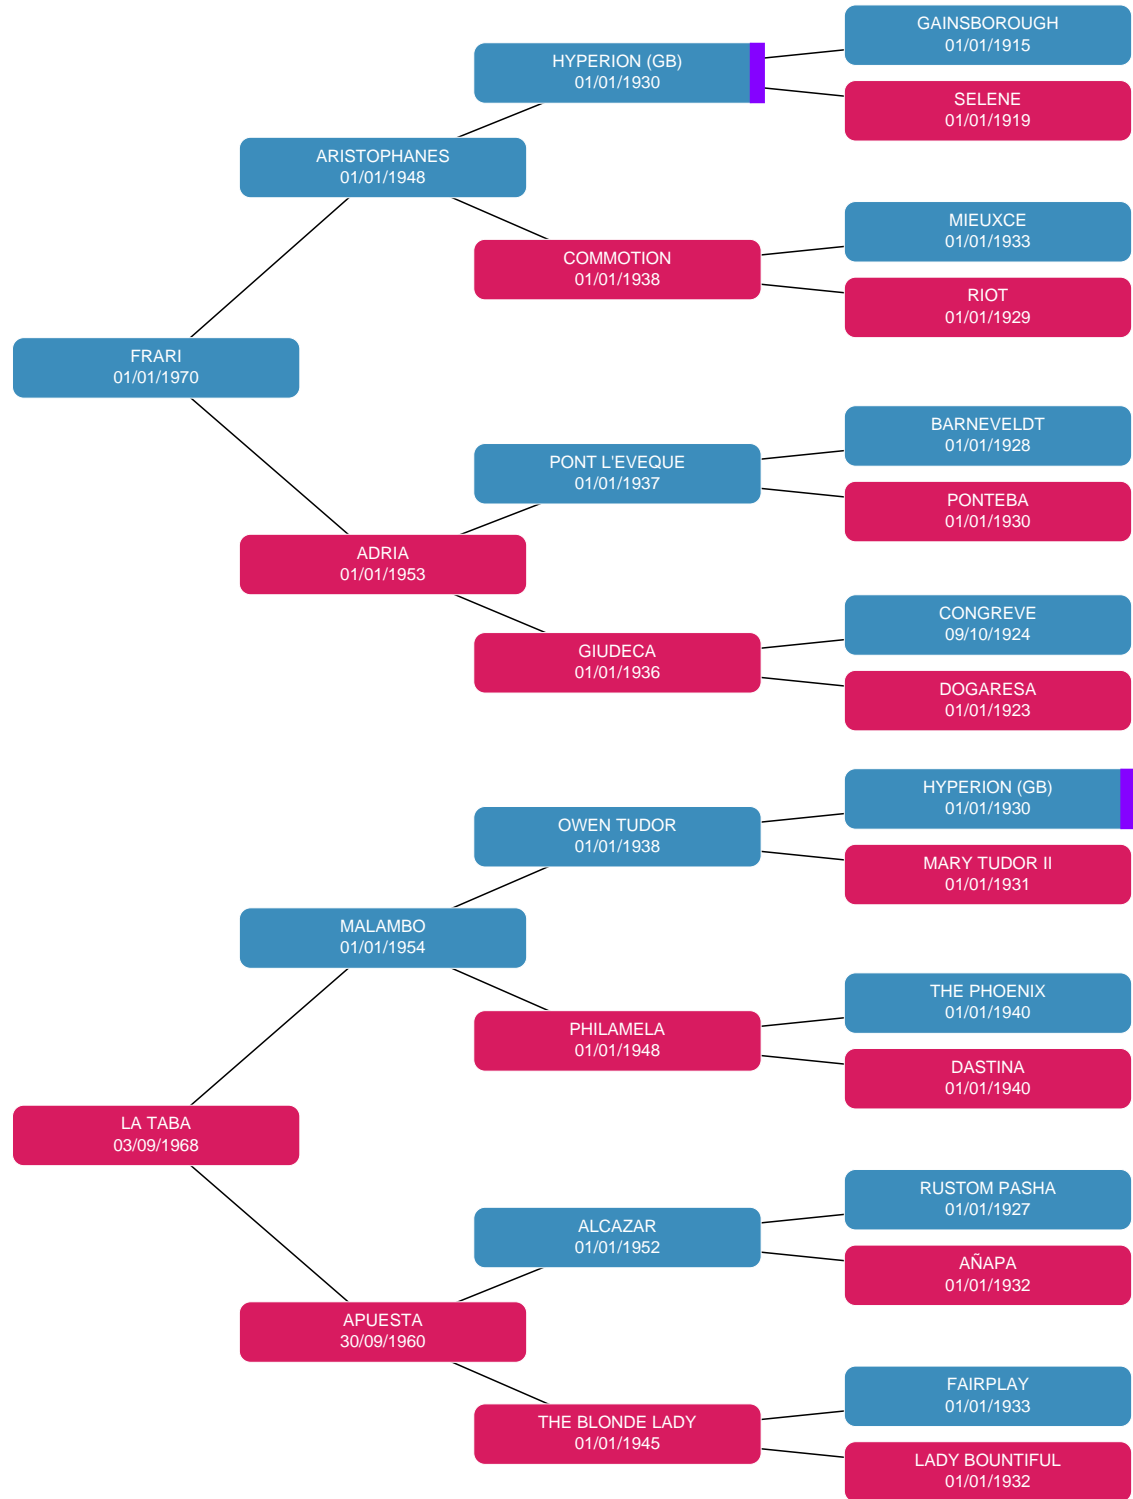 GAINSBOROUGH
01/01/1915
HYPERION (GB)
01/01/1930
SELENE
01/01/1919
ARISTOPHANES
01/01/1948
MIEUXCE
01/01/1933
COMMOTION
01/01/1938
RIOT
01/01/1929
FRARI
01/01/1970
BARNEVELDT
01/01/1928
PONT L'EVEQUE
01/01/1937
PONTEBA
01/01/1930
ADRIA
01/01/1953
CONGREVE
09/10/1924
GIUDECA
01/01/1936
DOGARESA
01/01/1923
HYPERION (GB)
01/01/1930
OWEN TUDOR
01/01/1938
MARY TUDOR II
01/01/1931
MALAMBO
01/01/1954
THE PHOENIX
01/01/1940
PHILAMELA
01/01/1948
DASTINA
01/01/1940
LA TABA
03/09/1968
RUSTOM PASHA
01/01/1927
ALCAZAR
01/01/1952
AÑAPA
01/01/1932
APUESTA
30/09/1960
FAIRPLAY
01/01/1933
THE BLONDE LADY
01/01/1945
LADY BOUNTIFUL
01/01/1932